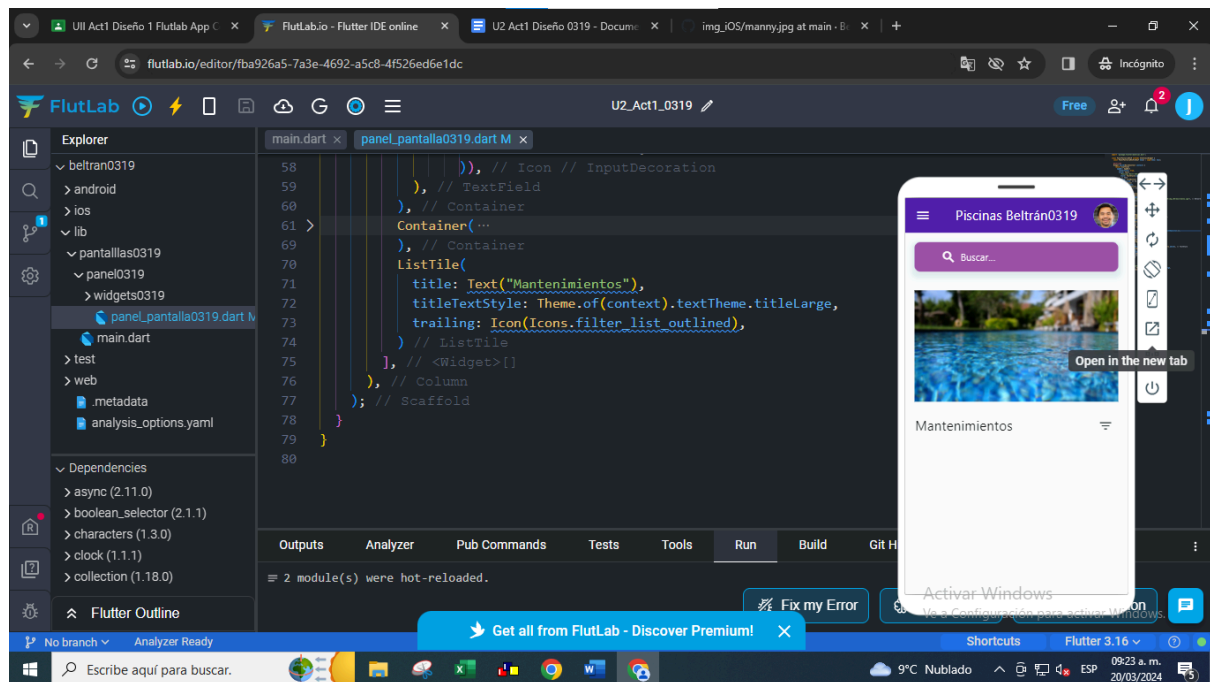 UII Act1 Diseño 1 Flutlab App C
FlutLab.io - Flutter IDE online
U2 Act1 Diseño 0319 - Docume
img_iOS/manny.jpg at main · Be
flutlab.io/editor/fba926a5-7a3e-4692-a5c8-4f526ed6e1dc
Incógnito
FlutLab
U2_Act1_0319
Free
2
J
Explorer
main.dart
panel_pantalla0319.dart M
beltran0319
android
ios
lib
pantalllas0319
panel0319
widgets0319
panel_pantalla0319.dart M
main.dart
test
web
.metadata
analysis_options.yaml
Dependencies
async (2.11.0)
boolean_selector (2.1.1)
characters (1.3.0)
clock (1.1.1)
collection (1.18.0)
Flutter Outline
1
58 )), // Icon // InputDecoration
59 ), // TextField
60 ), // Container
61 Container(…
69 ), // Container
70 ListTile(
71 title: Text("Mantenimientos"),
72 titleTextStyle: Theme.of(context).textTheme.titleLarge,
73 trailing: Icon(Icons.filter_list_outlined),
74 ) // ListTile
75 ], // <Widget>[]
76 ), // Column
77 ); // Scaffold
78 }
79 }
80
Piscinas Beltrán0319
Buscar...
Open in the new tab
Mantenimientos
Outputs Analyzer Pub Commands Tests Tools Run Build Git H
2 module(s) were hot-reloaded.
Fix my Error
on
Activar Windows
Ve a Configuración para activar Windows.
Get all from FlutLab - Discover Premium!
No branch
Analyzer Ready
Shortcuts
Flutter 3.16
Escribe aquí para buscar.
9°C Nublado
ESP
09:23 a. m.
20/03/2024
5